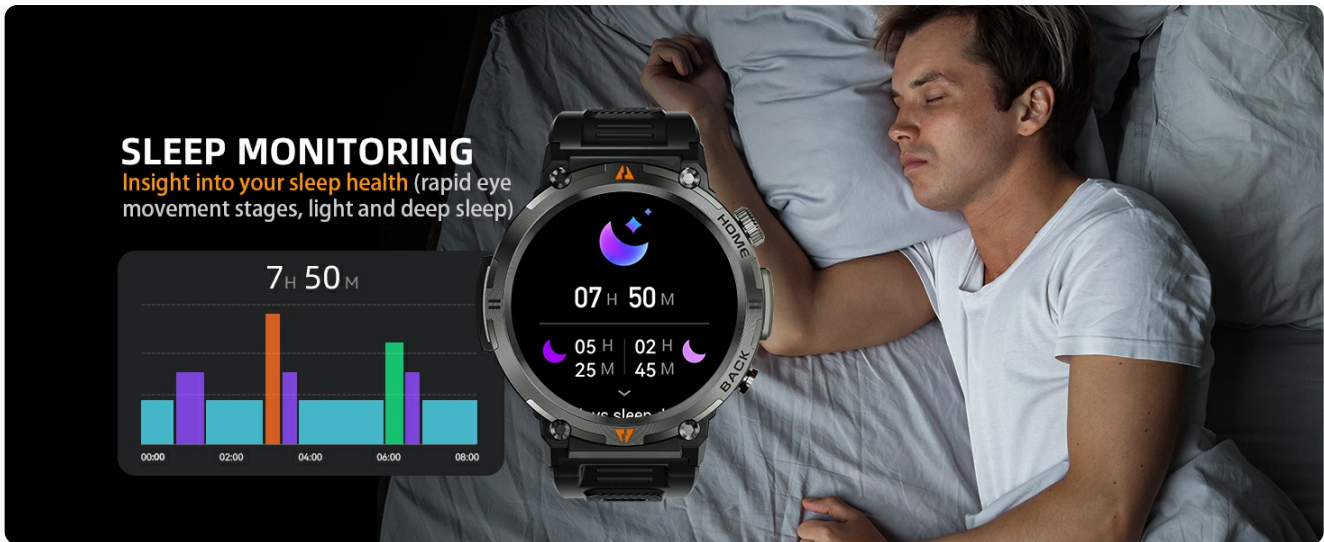 SLEEP MONITORING
Insight into your sleep health (rapid eye
movement stages, light and deep sleep)
7H 50M
00:00 02:00 04:00 06:00 08:00
HOME
07 H 50 M
05 H 02 H
25 M 45 M
BACK
sleep